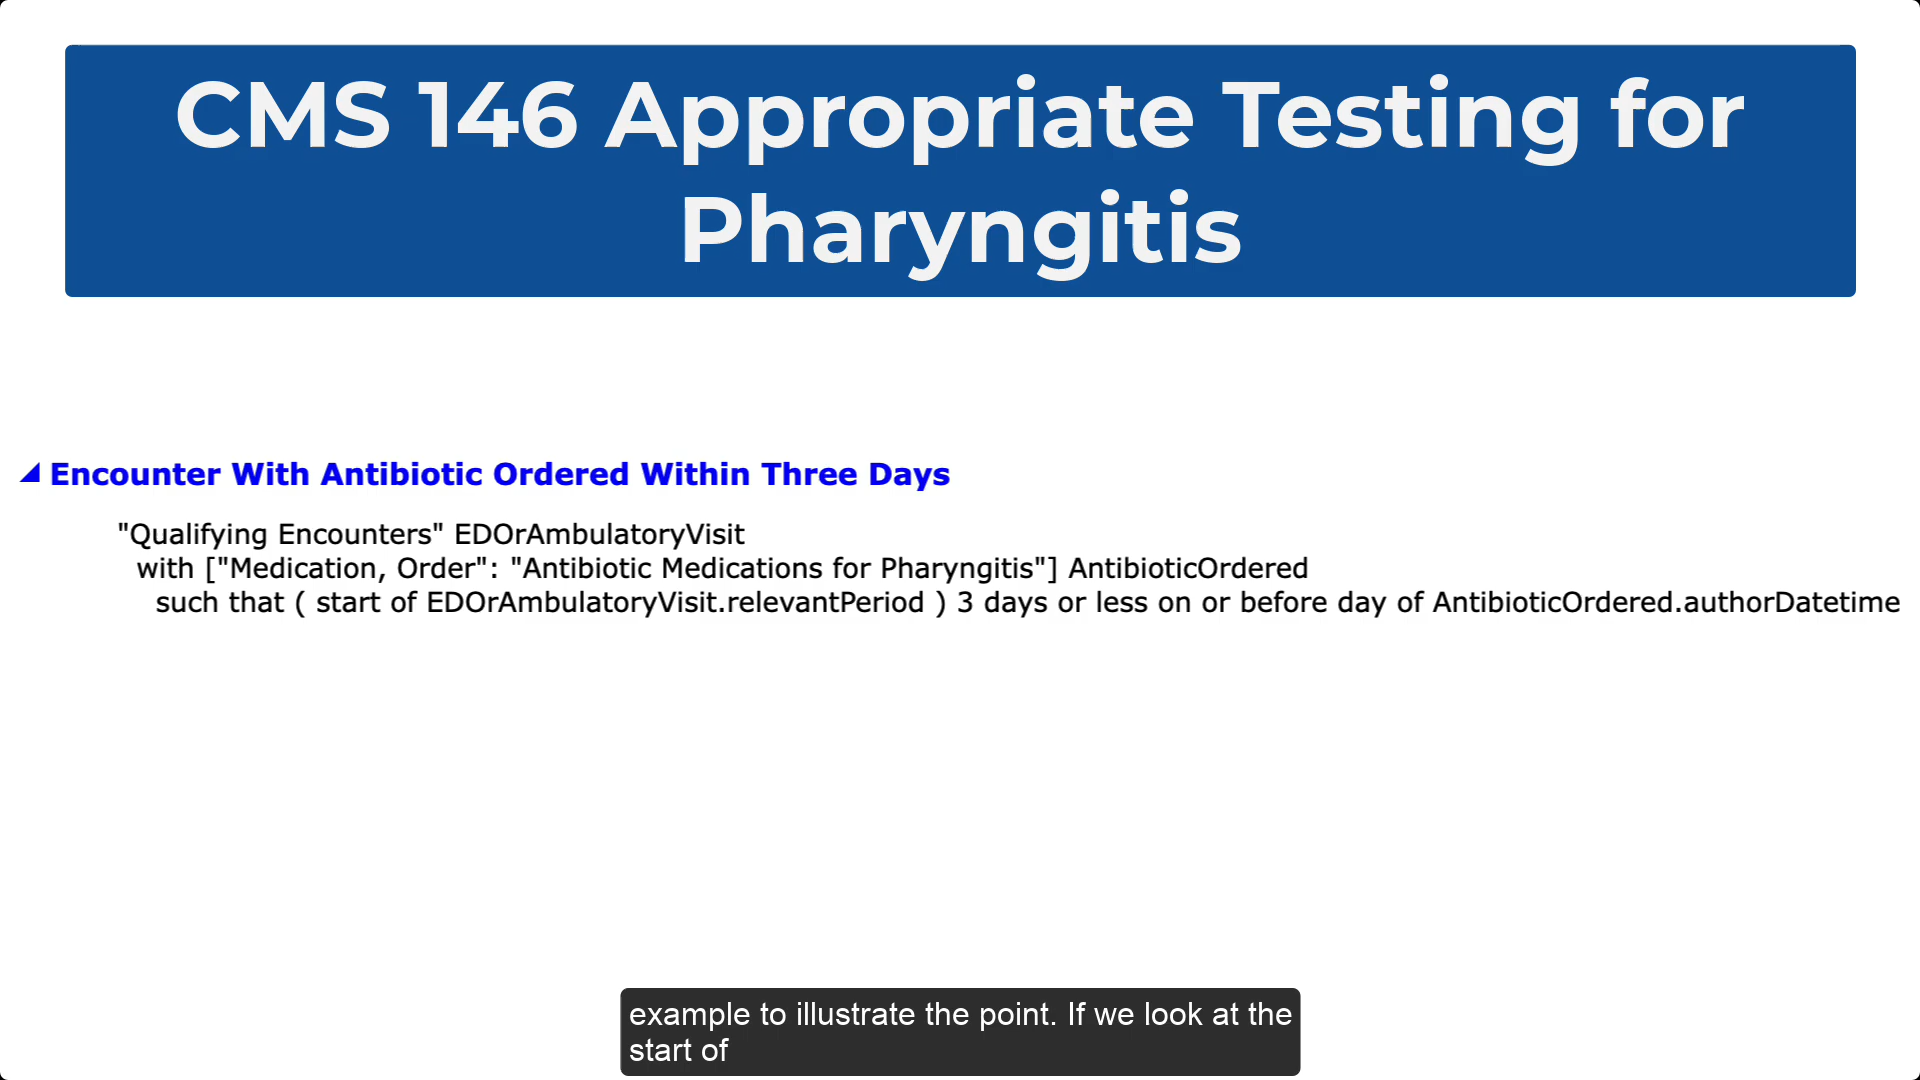 CMS 146 Appropriate Testing for
Pharyngitis
Encounter With Antibiotic Ordered Within Three Days
"Qualifying Encounters" EDOrAmbulatoryVisit
with ["Medication, Order": "Antibiotic Medications for Pharyngitis"] AntibioticOrdered
such that ( start of EDOrAmbulatoryVisit.relevantPeriod ) 3 days or less on or before day of AntibioticOrdered.authorDatetime
example to illustrate the point. If we look at the
start of